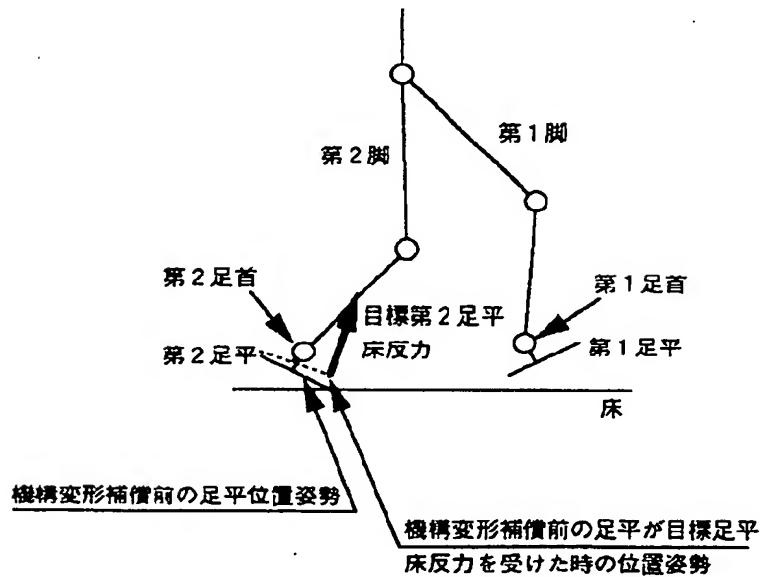 第1脚
第2脚
第2足首
第1足首
目標第2足平
床反力
第2足平
第1足平
床
機構変形補償前の足平位置姿勢
機構変形補償前の足平が目標足平
床反力を受けた時の位置姿勢